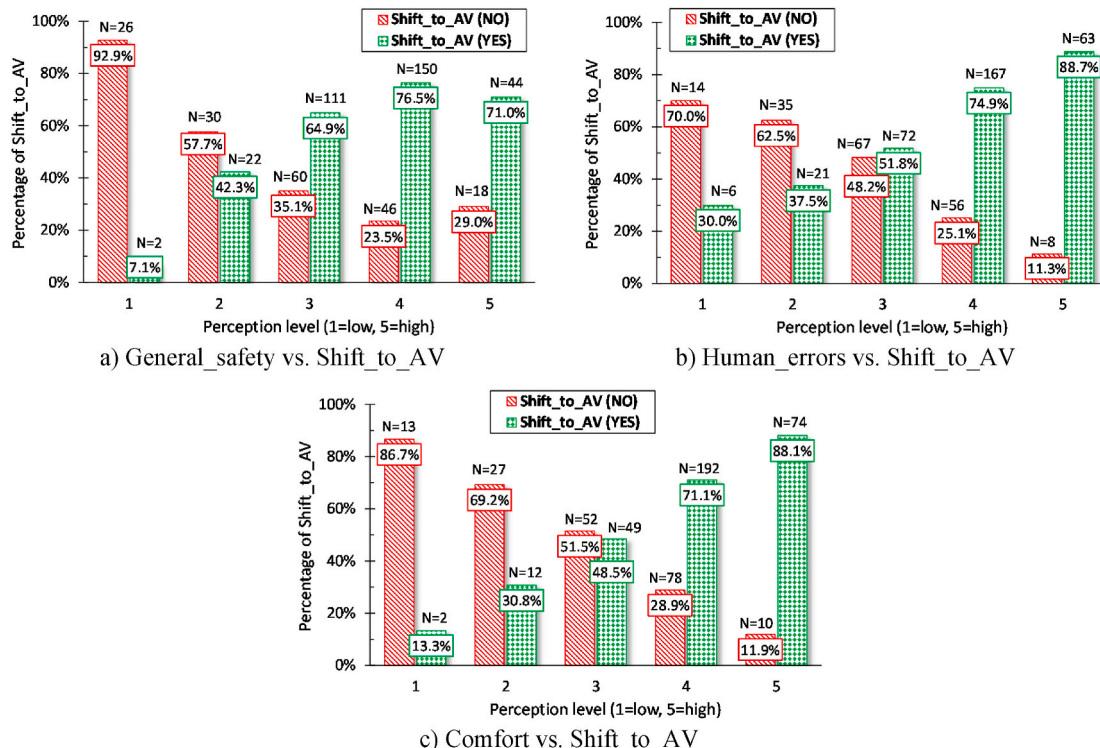 100%
80%
60%
40%
20%
0%
Percentage of Shift_to_AV
Shift_to_AV (NO)
Shift_to_AV (YES)
N=26
92.9%
N=2
7.1%
N=30
57.7%
N=22
42.3%
N=60
35.1%
N=111
64.9%
N=46
23.5%
N=150
76.5%
N=18
29.0%
N=44
71.0%
1 2 3 4 5
Perception level (1=low, 5=high)
a) General_safety vs. Shift_to_AV
100%
80%
60%
40%
20%
0%
Percentage of Shift_to_AV
Shift_to_AV (NO)
Shift_to_AV (YES)
N=14
70.0%
N=6
30.0%
N=35
62.5%
N=21
37.5%
N=67
48.2%
N=72
51.8%
N=56
25.1%
N=167
74.9%
N=8
11.3%
N=63
88.7%
1 2 3 4 5
Perception level (1=low, 5=high)
b) Human_errors vs. Shift_to_AV
100%
80%
60%
40%
20%
0%
Percentage of Shift_to_AV
Shift_to_AV (NO)
Shift_to_AV (YES)
N=13
86.7%
N=2
13.3%
N=27
69.2%
N=12
30.8%
N=52
51.5%
N=49
48.5%
N=78
28.9%
N=192
71.1%
N=10
11.9%
N=74
88.1%
1 2 3 4 5
Perception level (1=low, 5=high)
c) Comfort vs. Shift_to_AV